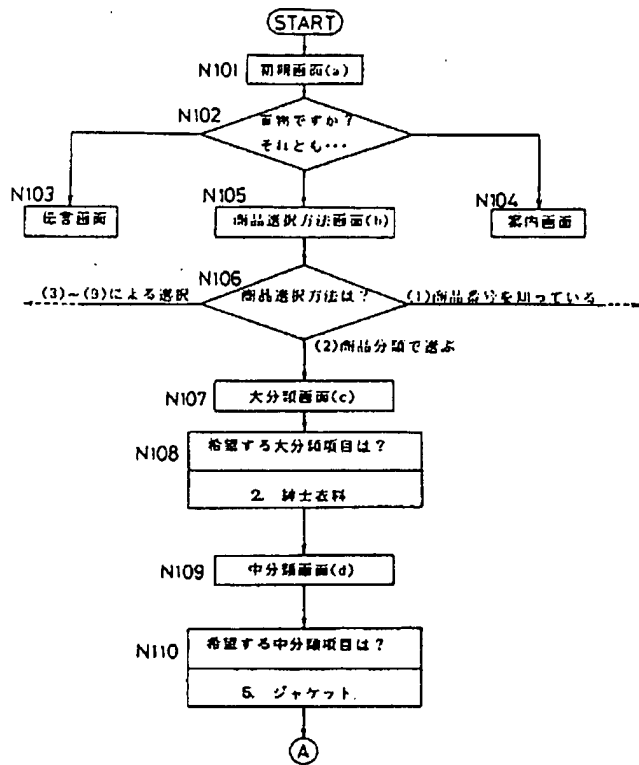 START
N101
初期画面(a)
N102
買物ですか？
それとも・・・
N103
伝言画面
N105
商品選択方法画面(b)
N104
案内画面
N106
商品選択方法は？
(3)~(9)による選択
(1)商品番号を知っている
(2)商品分類で選ぶ
N107
大分類画面(c)
N108
希望する大分類項目は？
2. 紳士衣料
N109
中分類画面(d)
N110
希望する中分類項目は？
5. ジャケット
A